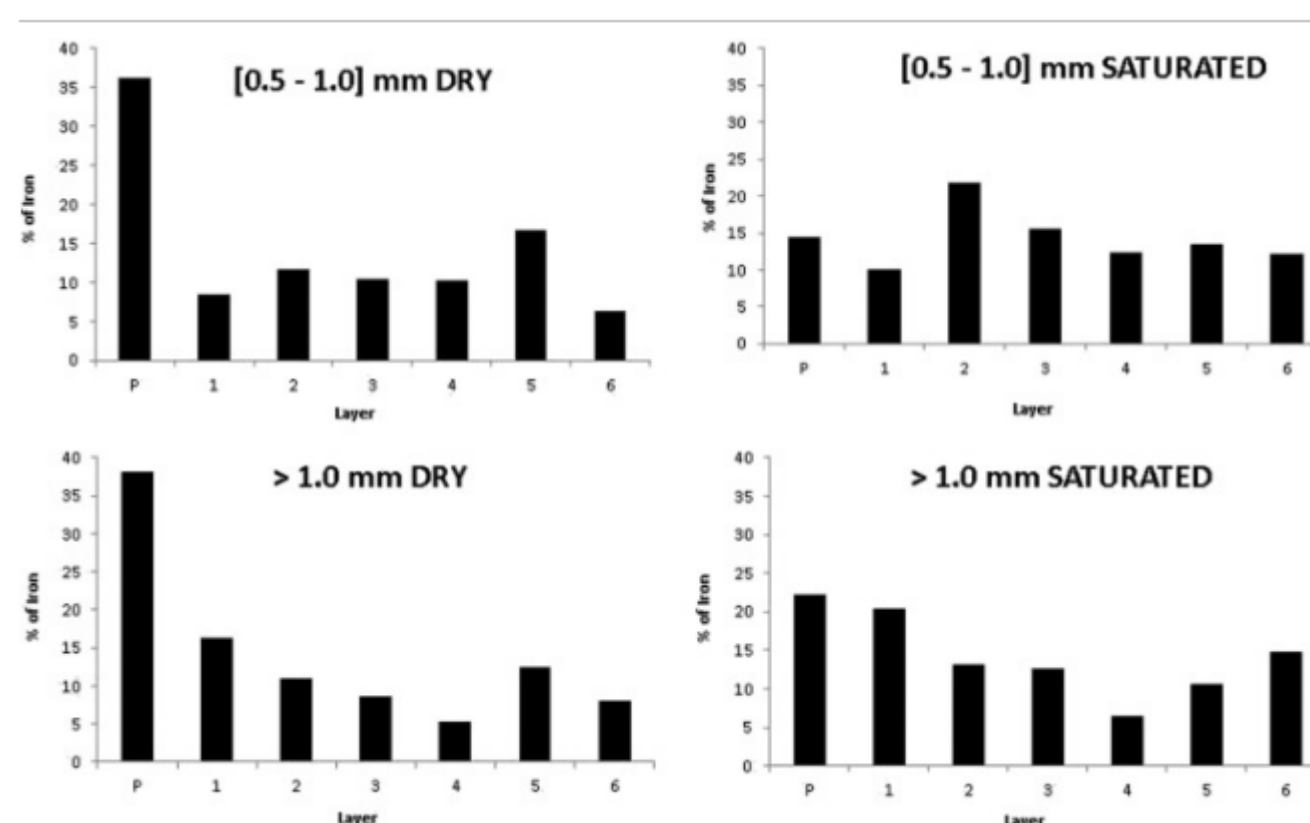 [0.5 - 1.0] mm DRY
% of Iron
40
35
30
25
20
15
10
5
0
P 1 2 3 4 5 6
Layer
[0.5 - 1.0] mm SATURATED
% of Iron
40
35
30
25
20
15
10
5
0
P 1 2 3 4 5 6
Layer
> 1.0 mm DRY
% of Iron
40
35
30
25
20
15
10
5
0
P 1 2 3 4 5 6
Layer
> 1.0 mm SATURATED
% of Iron
40
35
30
25
20
15
10
5
0
P 1 2 3 4 5 6
Layer